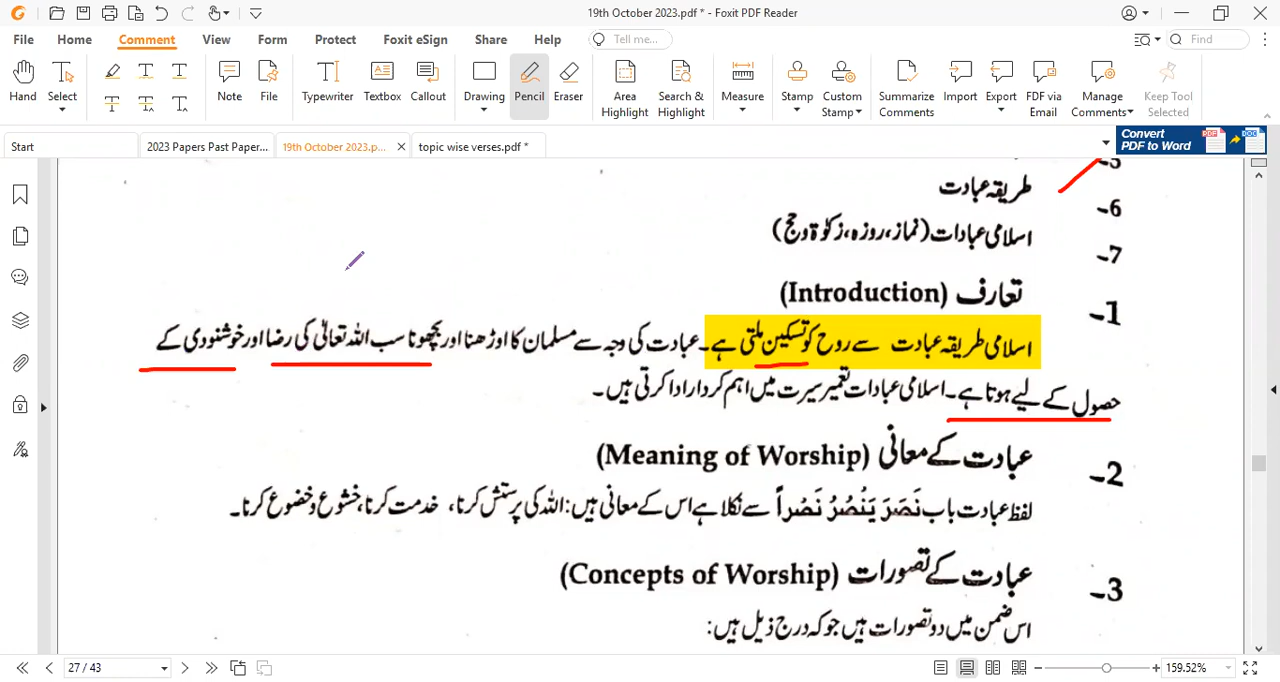 19th October 2023.pdf * - Foxit PDF Reader
File Home Comment View Form Protect Foxit eSign Share Help Tell me... Find
Hand Select Note File Typewriter Textbox Callout Drawing Pencil Eraser Area Highlight Search & Highlight Measure Stamp Custom Stamp Summarize Comments Import Export FDF via Email Manage Comments Keep Tool Selected
Start 2023 Papers Past Paper... 19th October 2023.p... topic wise verses.pdf * Convert PDF to Word PDF DOC
-5
-6 طریقہ عبادت
-7 اسلامی عبادات (نماز، روزہ، زکوٰۃ و حج)
-1 تعارف (Introduction)
اسلامی طریقہ عبادت سے روح کو تسکین ملتی ہے۔ عبادت کی وجہ سے مسلمان کا اوڑھنا اور بچھونا سب اللہ تعالیٰ کی رضا اور خوشنودی کے
حصول کے لیے ہوتا ہے۔ اسلامی عبادات تعمیر سیرت میں اہم کردار ادا کرتی ہیں۔
-2 عبادت کے معانی (Meaning of Worship)
لفظ عبادت باب نَصَرَ يَنْصُرُ نَصْراً سے نکلا ہے اس کے معانی ہیں: اللہ کی پرستش کرنا، خدمت کرنا، خشوع و خضوع کرنا۔
-3 عبادت کے تصورات (Concepts of Worship)
اس ضمن میں دو تصورات ہیں جو کہ درج ذیل ہیں:
27 / 43 159.52%